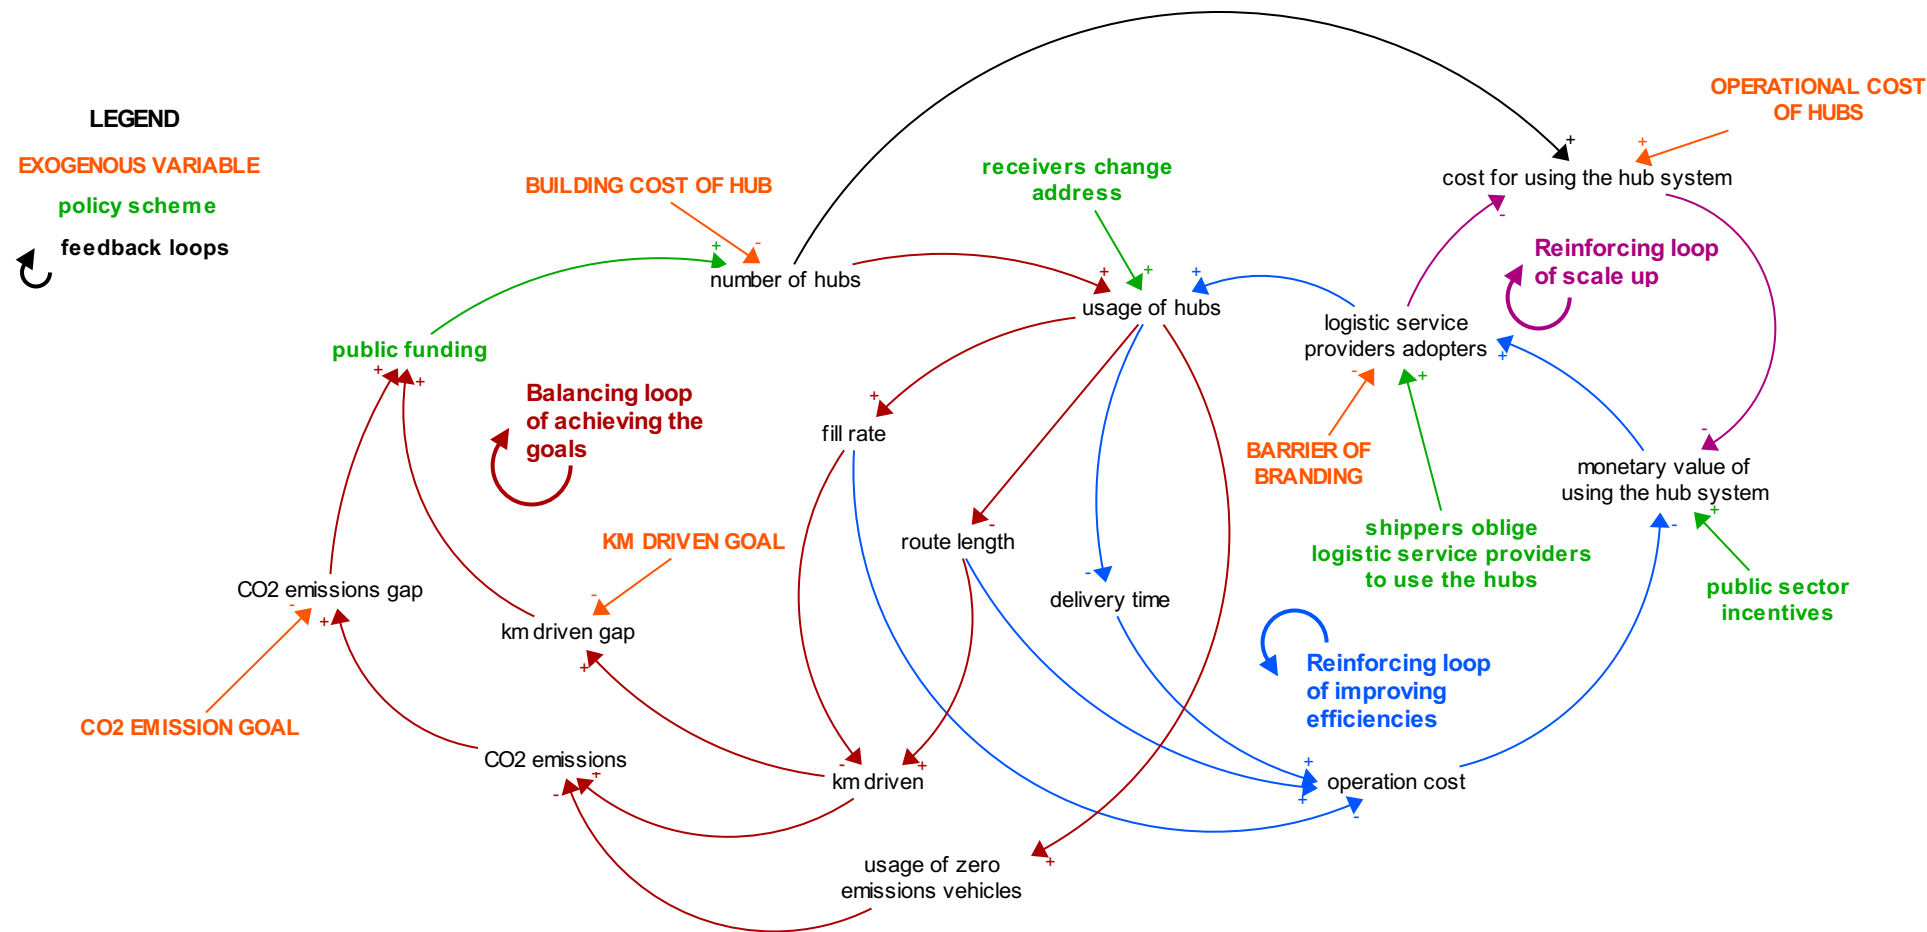 LEGEND
EXOGENOUS VARIABLE
policy scheme
feedback loops
OPERATIONAL COST
OF HUBS
+
+
cost for using the hub system
-
receivers change
address
BUILDING COST OF HUB
+
-
number of hubs
+
+
+
usage of hubs
Reinforcing loop
of scale up
logistic service
providers adopters
+
public funding
+
+
-
+
Balancing loop
of achieving the
goals
+
fill rate
BARRIER OF
BRANDING
-
monetary value of
using the hub system
+
-
shippers oblige
logistic service providers
to use the hubs
-
route length
KM DRIVEN GOAL
public sector
incentives
CO2 emissions gap
-
+
-
km driven gap
+
-
delivery time
Reinforcing loop
of improving
efficiencies
CO2 EMISSION GOAL
CO2 emissions
+
-
-
+
km driven
+
+
-
operation cost
usage of zero
emissions vehicles
+